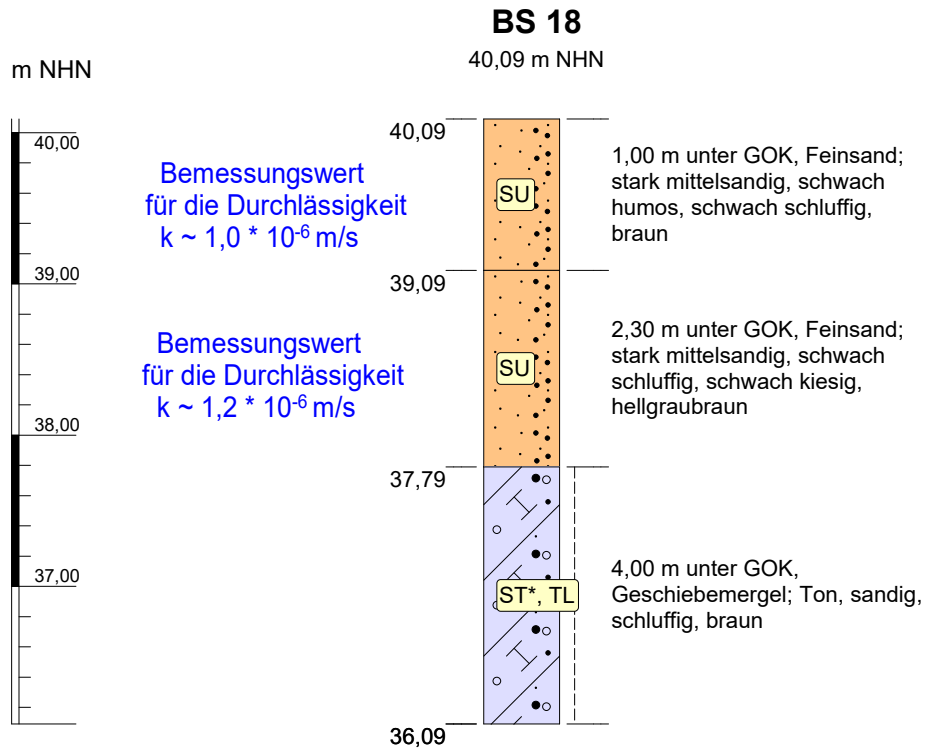 BS 18
40,09 m NHN
m NHN
40,00
39,00
38,00
37,00
Bemessungswert
für die Durchlässigkeit
k ~ 1,0 * 10⁻⁶ m/s
Bemessungswert
für die Durchlässigkeit
k ~ 1,2 * 10⁻⁶ m/s
40,09
SU
1,00 m unter GOK, Feinsand;
stark mittelsandig, schwach
humos, schwach schluffig,
braun
39,09
SU
2,30 m unter GOK, Feinsand;
stark mittelsandig, schwach
schluffig, schwach kiesig,
hellgraubraun
37,79
ST*, TL
4,00 m unter GOK,
Geschiebemergel; Ton, sandig,
schluffig, braun
36,09